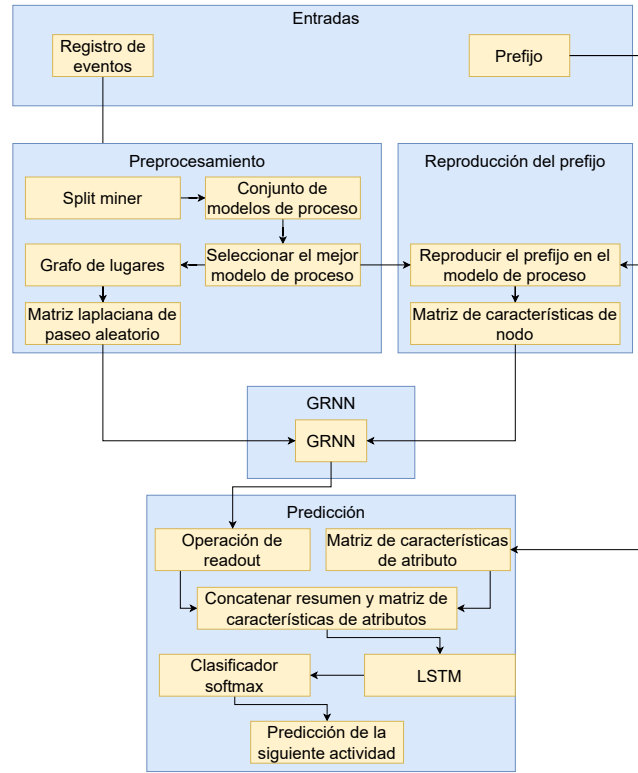 Entradas
Registro de
eventos
Prefijo
Preprocesamiento
Split miner
Conjunto de
modelos de proceso
Grafo de lugares
Seleccionar el mejor
modelo de proceso
Matriz laplaciana de
paseo aleatorio
Reproducción del prefijo
Reproducir el prefijo en el
modelo de proceso
Matriz de características de
nodo
GRNN
GRNN
Predicción
Operación de
readout
Matriz de características
de atributo
Concatenar resumen y matriz de
características de atributos
Clasificador
softmax
LSTM
Predicción de la
siguiente actividad